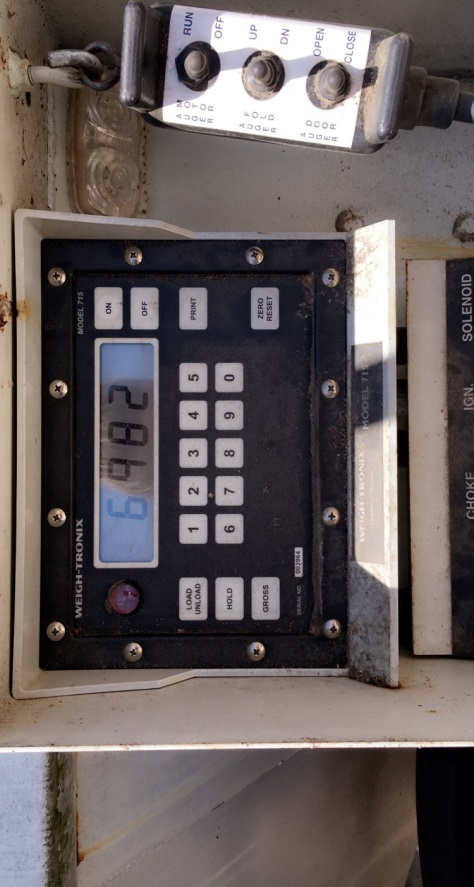 RUN
OFF
AUGER MOTOR
UP
DN
AUGER FOLD
OPEN
CLOSE
AUGER DOOR
WEIGH-TRONIX
MODEL 715
6482
ON
OFF
LOAD
UNLOAD
1 2 3 4 5
PRINT
HOLD
6 7 8 9 0
GROSS
ZERO
RESET
SERIAL NO.
WEIGH-TRONIX
MODEL 715
CHOKE IGN. SOLENOID